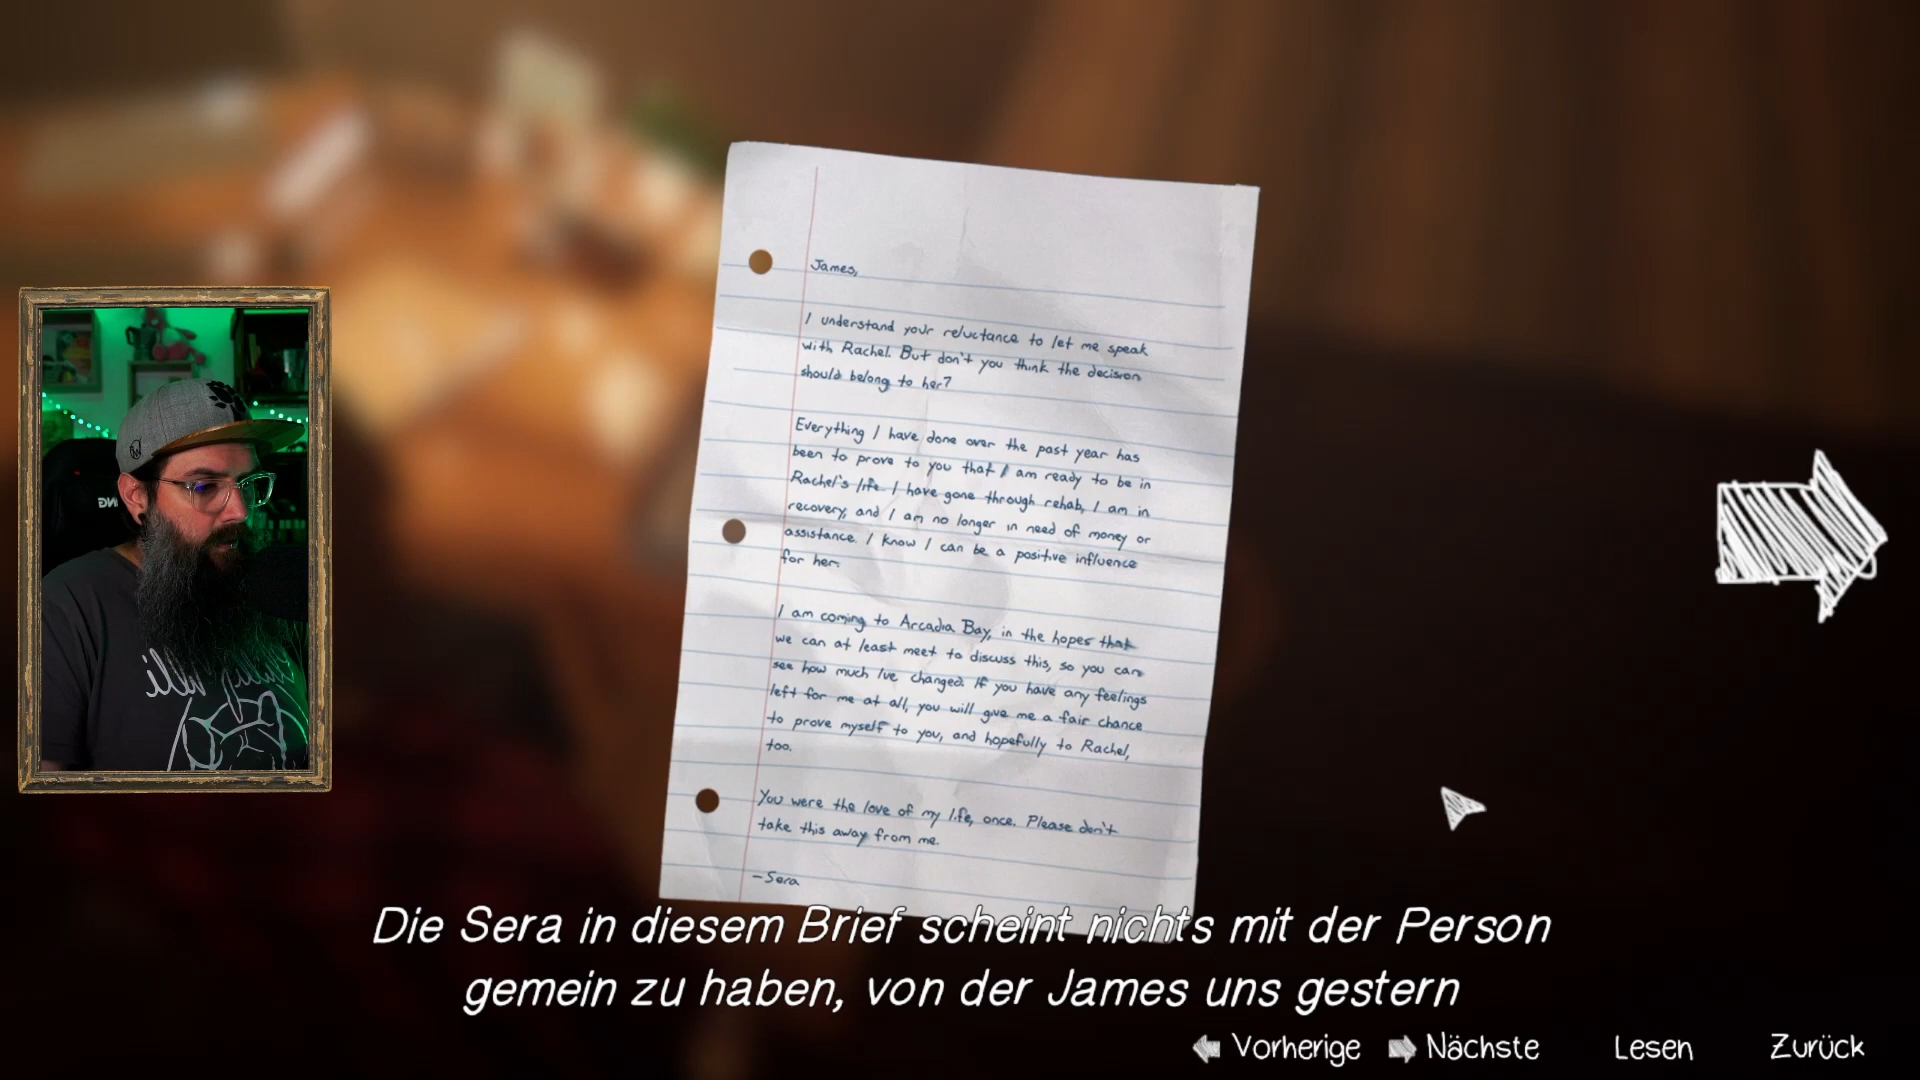 James,
I understand your reluctance to let me speak
with Rachel. But don't you think the decision
should belong to her?
Everything I have done over the past year has
been to prove to you that I am ready to be in
Rachel's life. I have gone through rehab, I am in
recovery, and I am no longer in need of money or
assistance. I know I can be a positive influence
for her.
I am coming to Arcadia Bay, in the hopes that
we can at least meet to discuss this, so you can
see how much I've changed. If you have any feelings
left for me at all, you will give me a fair chance
to prove myself to you, and hopefully to Rachel,
too.
You were the love of my life, once. Please don't
take this away from me.
-Sera
Die Sera in diesem Brief scheint nichts mit der Person
gemein zu haben, von der James uns gestern
Vorherige Nächste Lesen Zurück